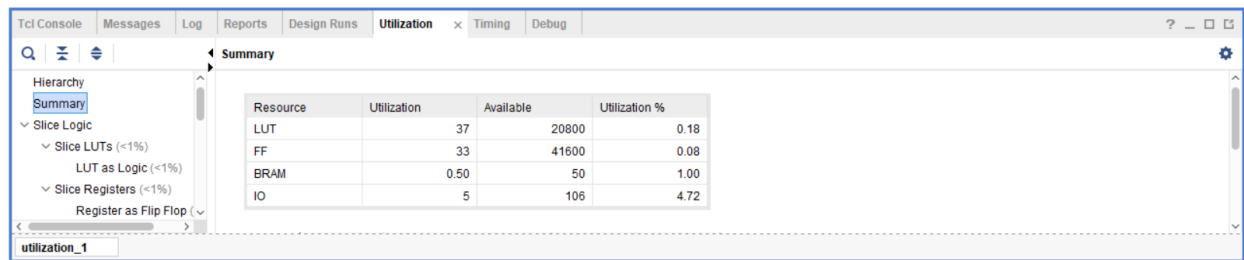 Tcl Console Messages Log Reports Design Runs Utilization × Timing Debug ? _
Summary
Hierarchy
Summary
Slice Logic
Slice LUTs (<1%)
LUT as Logic (<1%)
Slice Registers (<1%)
Register as Flip Flop (
Resource Utilization Available Utilization %
LUT 37 20800 0.18
FF 33 41600 0.08
BRAM 0.50 50 1.00
IO 5 106 4.72
utilization_1